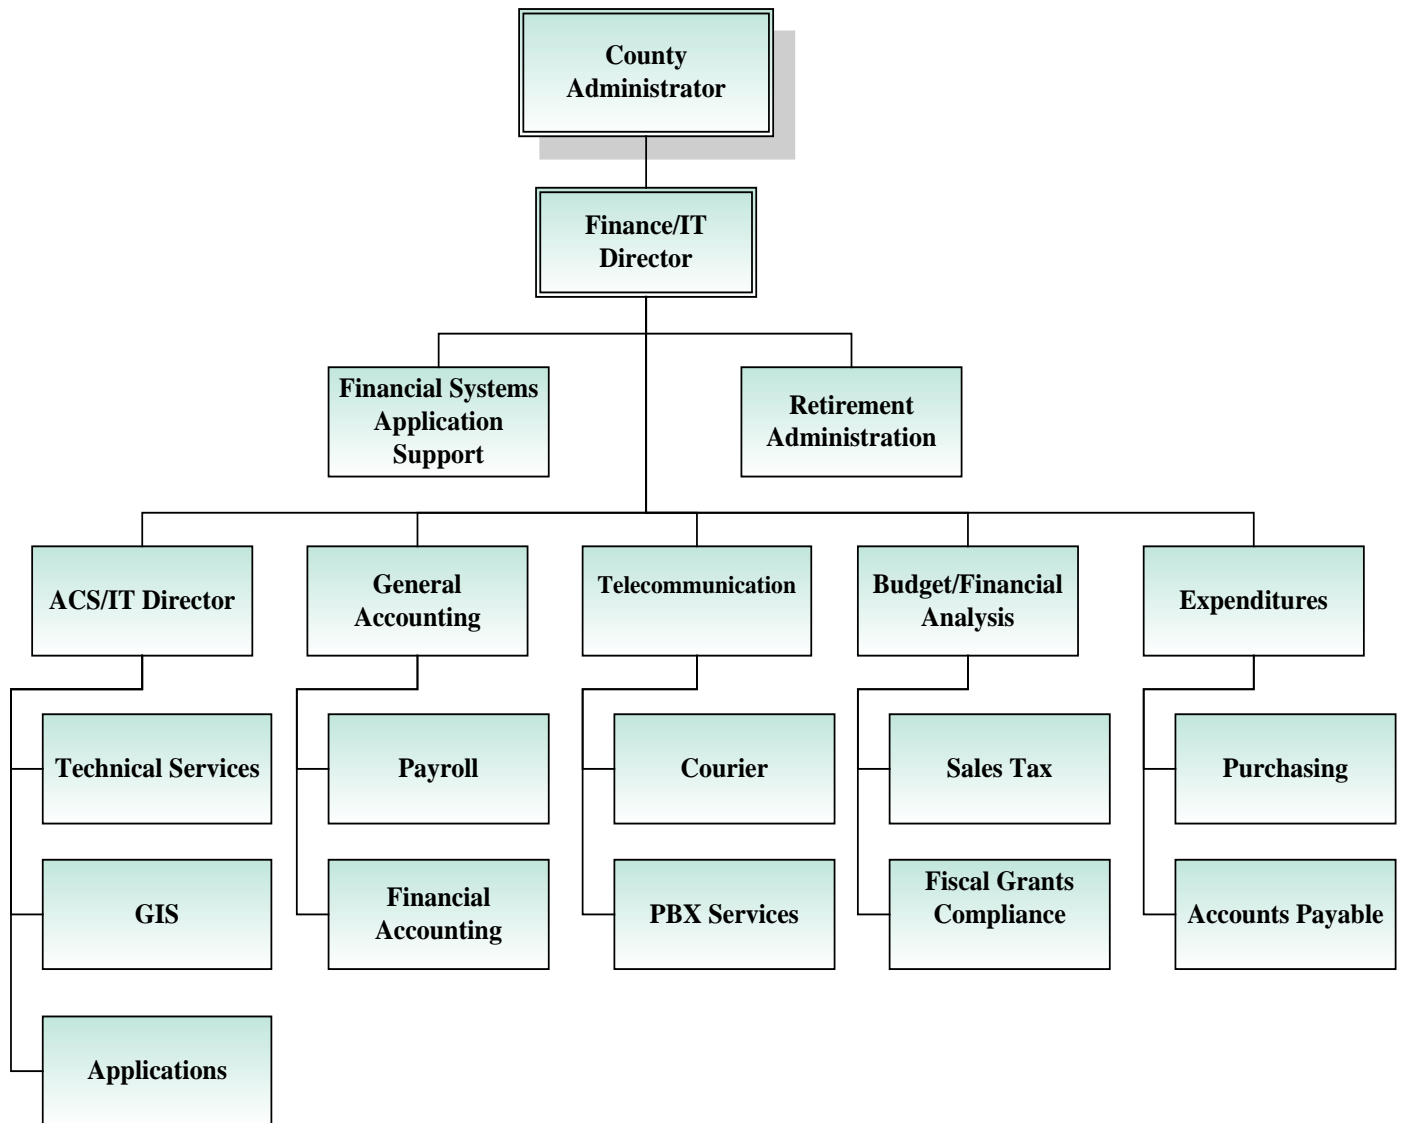 County
Administrator
Finance/IT
Director
Financial Systems
Application
Support
Retirement
Administration
ACS/IT Director
General
Accounting
Telecommunication
Budget/Financial
Analysis
Expenditures
Technical Services
Payroll
Courier
Sales Tax
Purchasing
GIS
Financial
Accounting
PBX Services
Fiscal Grants
Compliance
Accounts Payable
Applications